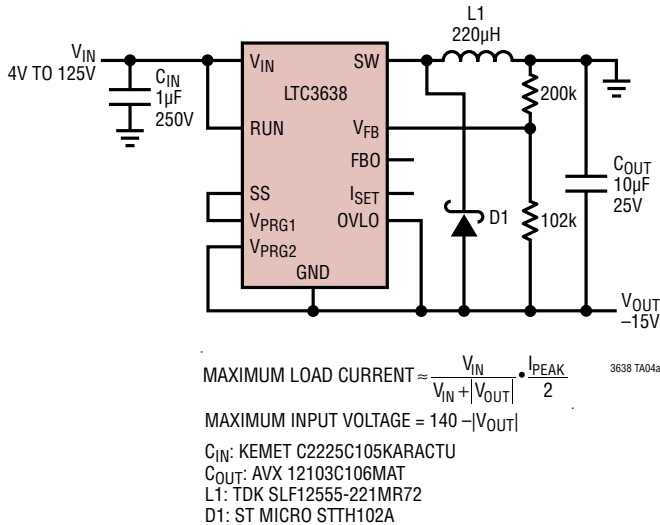 L1
220µH
VIN
4V TO 125V
CIN
1µF
250V
VIN
SW
LTC3638
RUN
VFB
FBO
SS
ISET
VPRG1
OVLO
VPRG2
GND
200k
102k
D1
COUT
10µF
25V
VOUT
–15V
MAXIMUM LOAD CURRENT ≈ VIN / (VIN + |VOUT|) • IPEAK / 2
3638 TA04a
MAXIMUM INPUT VOLTAGE = 140 –|VOUT|
CIN: KEMET C2225C105KARACTU
COUT: AVX 12103C106MAT
L1: TDK SLF12555-221MR72
D1: ST MICRO STTH102A